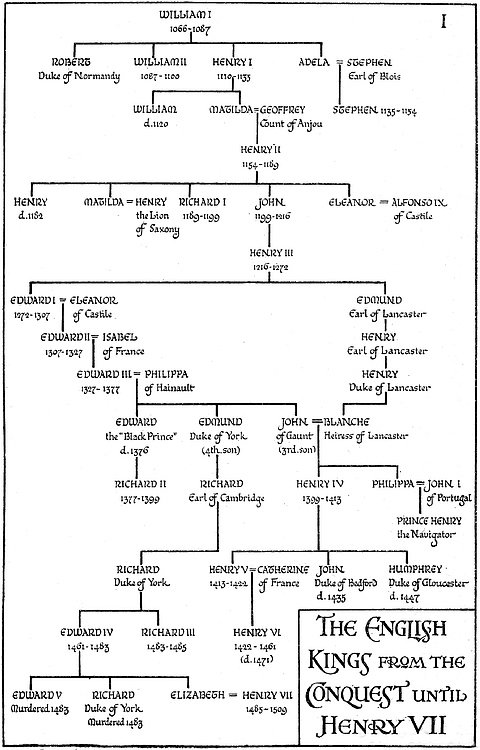 WILLIAM I
1066-1087
I
ROBERT
Duke of Normandy
WILLIAM II
1087-1100
HENRY I
1110-1135
ADELA = STEPHEN
Earl of Blois
WILLIAM
d.1120
MATILDA = GEOFFREY
Count of Anjou
STEPHEN 1135-1154
HENRY II
1154-1189
HENRY
d.1182
MATILDA = HENRY
the Lion
of Saxony
RICHARD I
1189-1199
JOHN
1199-1216
ELEANOR = ALFONSO IX
of Castile
HENRY III
1216-1272
EDWARD I = ELEANOR
1272-1307 of Castile
EDMUND
Earl of Lancaster
EDWARD II = ISABEL
1307-1327 of France
HENRY
Earl of Lancaster
EDWARD III = PHILIPPA
1327-1377 of Hainault
HENRY
Duke of Lancaster
EDWARD
the "Black Prince"
d.1376
EDMUND
Duke of York
(4th.son)
JOHN = BLANCHE
of Gaunt Heiress of Lancaster
(3rd.son)
RICHARD II
1377-1399
RICHARD
Earl of Cambridge
HENRY IV
1399-1413
PHILIPPA = JOHN I
of Portugal
PRINCE HENRY
the Navigator
RICHARD
Duke of York
HENRY V = CATHERINE
1413-1422 of France
JOHN
Duke of Bedford
d.1435
HUMPHREY
Duke of Gloucester
d.1447
EDWARD IV
1461-1483
RICHARD III
1483-1485
HENRY VI
1422-1461
(d.1471)
EDWARD V
Murdered 1483
RICHARD
Duke of York
Murdered 1483
ELIZABETH = HENRY VII
1485-1509
THE ENGLISH
KINGS FROM THE
CONQUEST UNTIL
HENRY VII